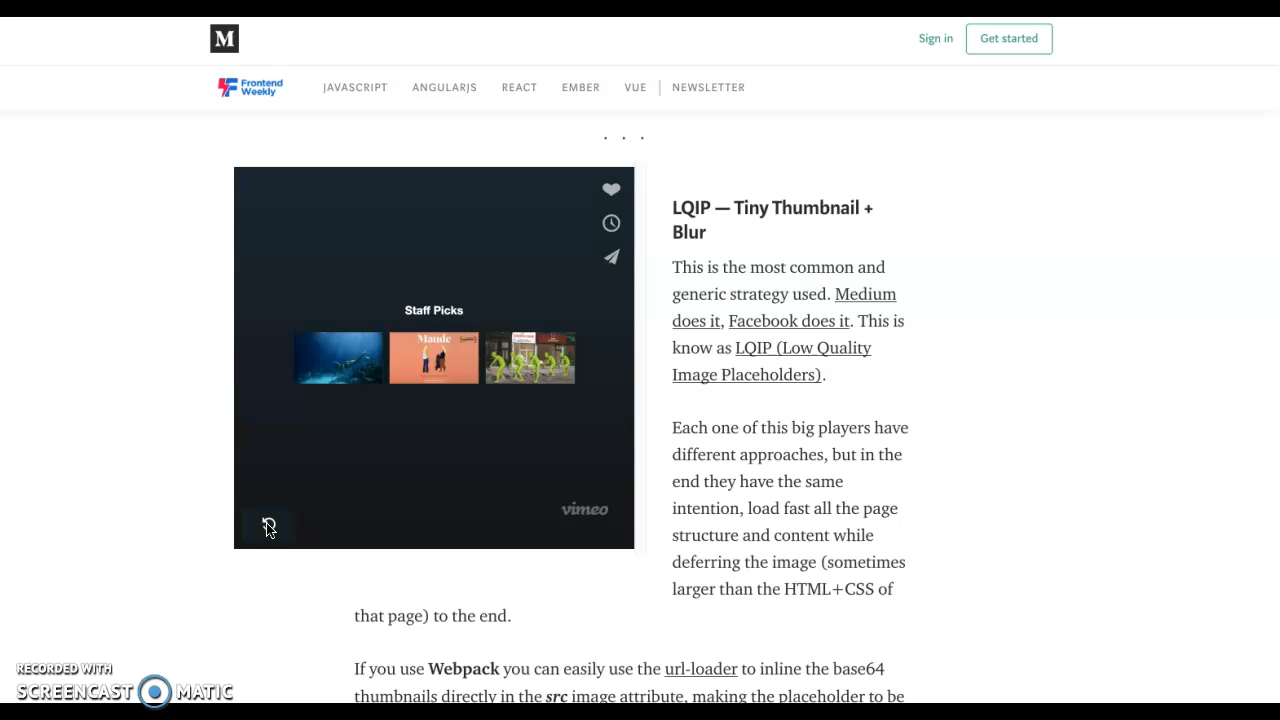 M
Sign in
Get started
Frontend
Weekly
JAVASCRIPT ANGULARJS REACT EMBER VUE NEWSLETTER
. . .
Staff Picks
Maude
vimeo
LQIP — Tiny Thumbnail +
Blur
This is the most common and
generic strategy used. Medium
does it, Facebook does it. This is
know as LQIP (Low Quality
Image Placeholders).
Each one of this big players have
different approaches, but in the
end they have the same
intention, load fast all the page
structure and content while
deferring the image (sometimes
larger than the HTML+CSS of
that page) to the end.
If you use Webpack you can easily use the url-loader to inline the base64
thumbnails directly in the src image attribute, making the placeholder to be
RECORDED WITH
SCREENCAST MATIC